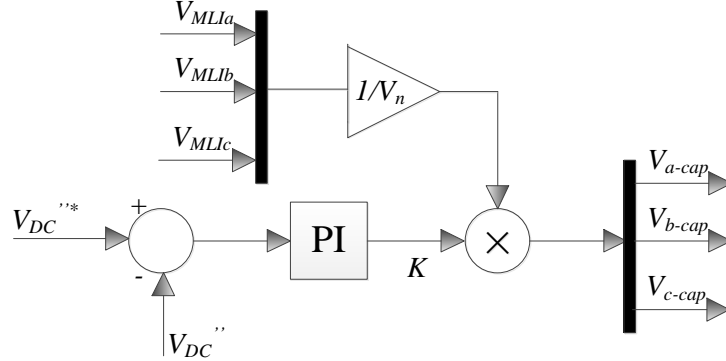 V_MLIa
V_MLIb
1/V_n
V_MLIc
V_a-cap
V_DC''*
+
PI
×
V_b-cap
-
K
V_c-cap
V_DC''